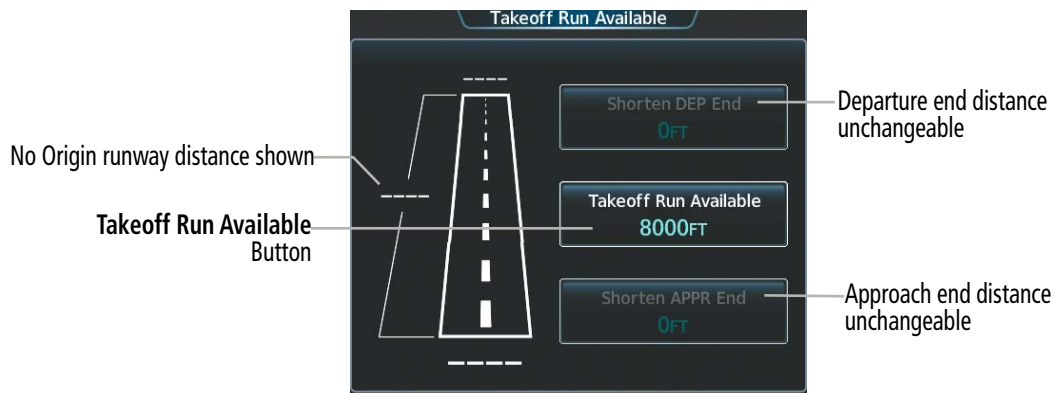 Takeoff Run Available
No Origin runway distance shown
Takeoff Run Available
Button
Shorten DEP End
0FT
Takeoff Run Available
8000FT
Shorten APPR End
0FT
Departure end distance
unchangeable
Approach end distance
unchangeable